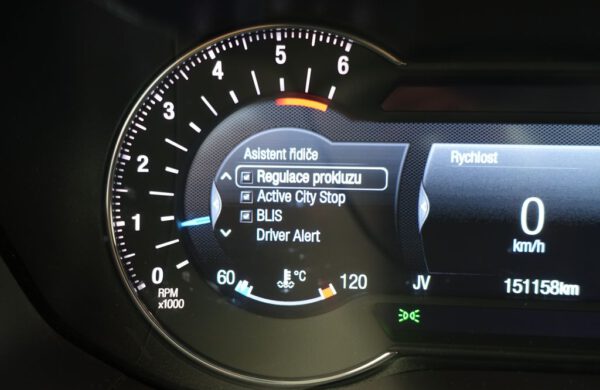 0
1
2
3
4
5
6
RPM
x1000
Asistent řidiče
Regulace prokluzu
Active City Stop
BLIS
Driver Alert
60 °C 120
Rychlost
0
km/h
JV 151158km